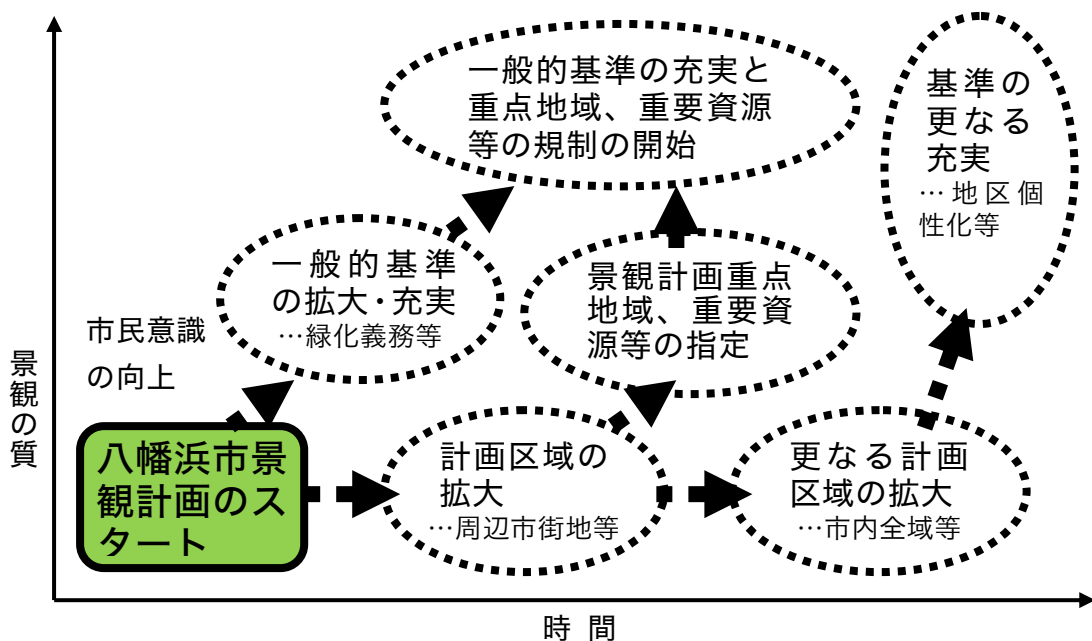 一般的基準の充実と
重点地域、重要資源
等の規制の開始
基準の
更なる
充実
…地区個
性化等
一般的基準
の拡大・充実
…緑化義務等
景観計画重点
地域、重要資
源等の指定
市民意識
の向上
景観の質
八幡浜市景
観計画のス
タート
計画区域の
拡大
…周辺市街地等
更なる計画
区域の拡大
…市内全域等
時間